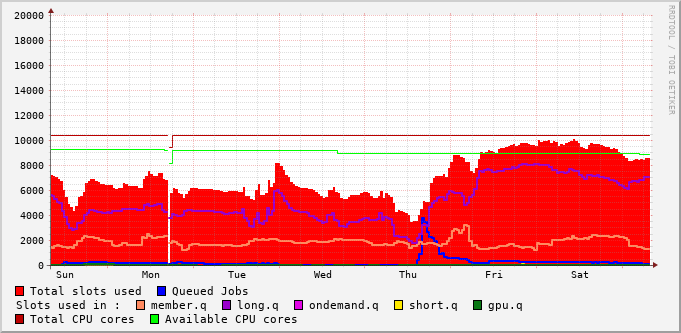 20000
18000
16000
14000
12000
10000
8000
6000
4000
2000
0
Sun Mon Tue Wed Thu Fri Sat
Total slots used Queued Jobs
Slots used in : member.q long.q ondemand.q short.q gpu.q
Total CPU cores Available CPU cores
RRDTOOL / TOBI OETIKER